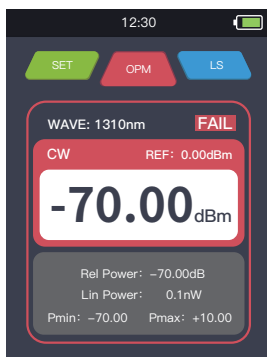 12:30
SET OPM LS
WAVE: 1310nm FAIL
CW REF: 0.00dBm
-70.00dBm
Rel Power: -70.00dB
Lin Power: 0.1nW
Pmin: -70.00 Pmax: +10.00